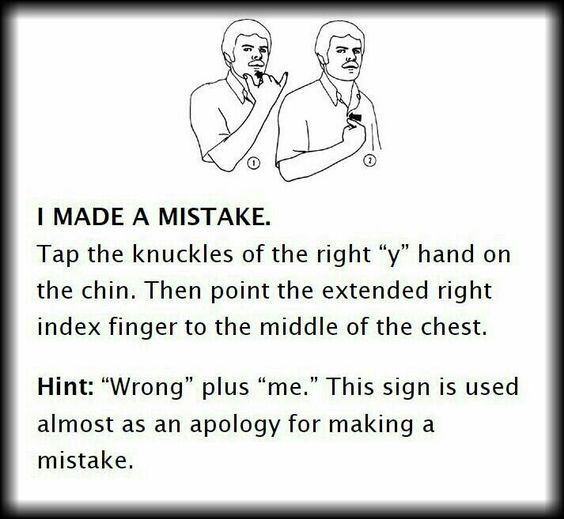 1
2
I MADE A MISTAKE.
Tap the knuckles of the right “y” hand on
the chin. Then point the extended right
index finger to the middle of the chest.
Hint: “Wrong” plus “me.” This sign is used
almost as an apology for making a
mistake.